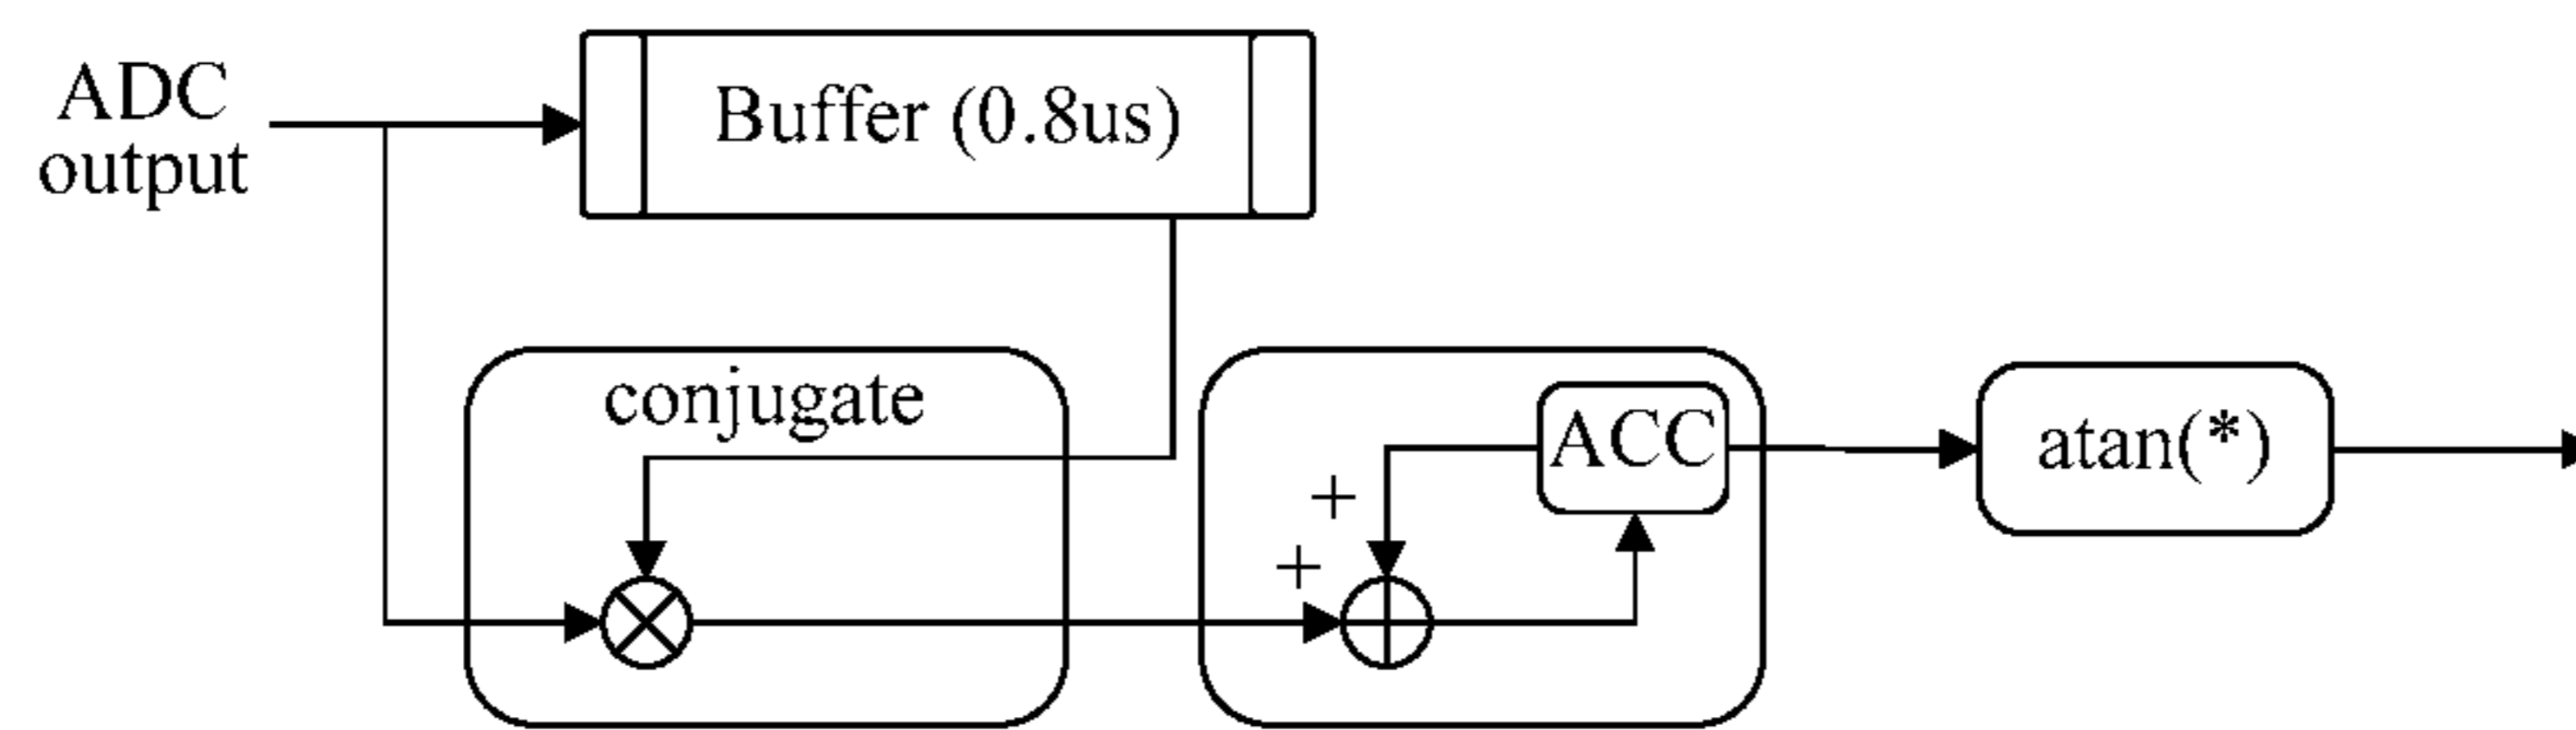 ADC
output
Buffer (0.8us)
conjugate
ACC
atan(*)
+
+